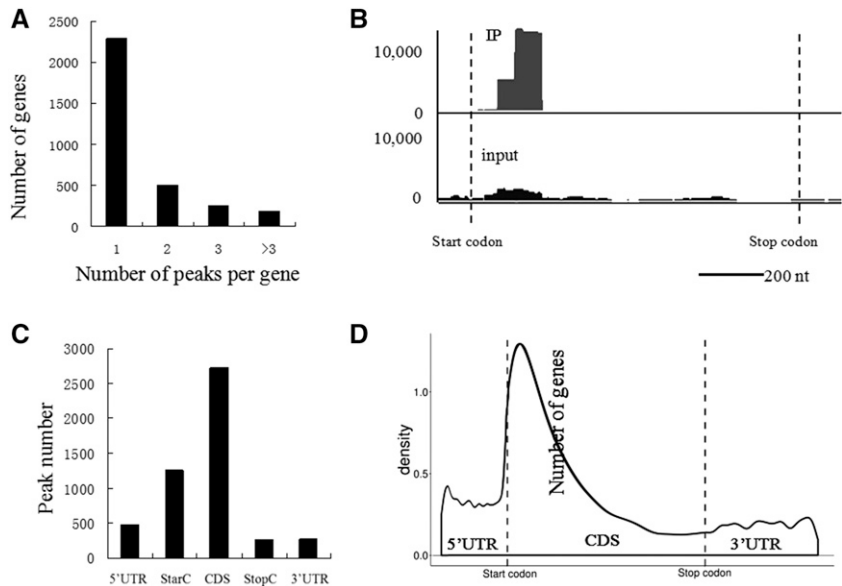 A
2500
2000
1500
1000
500
0
Number of genes
1 2 3 >3
Number of peaks per gene
B
10,000
IP
0
10,000
input
0
Start codon Stop codon
200 nt
C
3000
2500
2000
1500
1000
500
0
Peak number
5'UTR StarC CDS StopC 3'UTR
D
1.0
0.5
0.0
density
Number of genes
5'UTR CDS 3'UTR
Start codon Stop codon